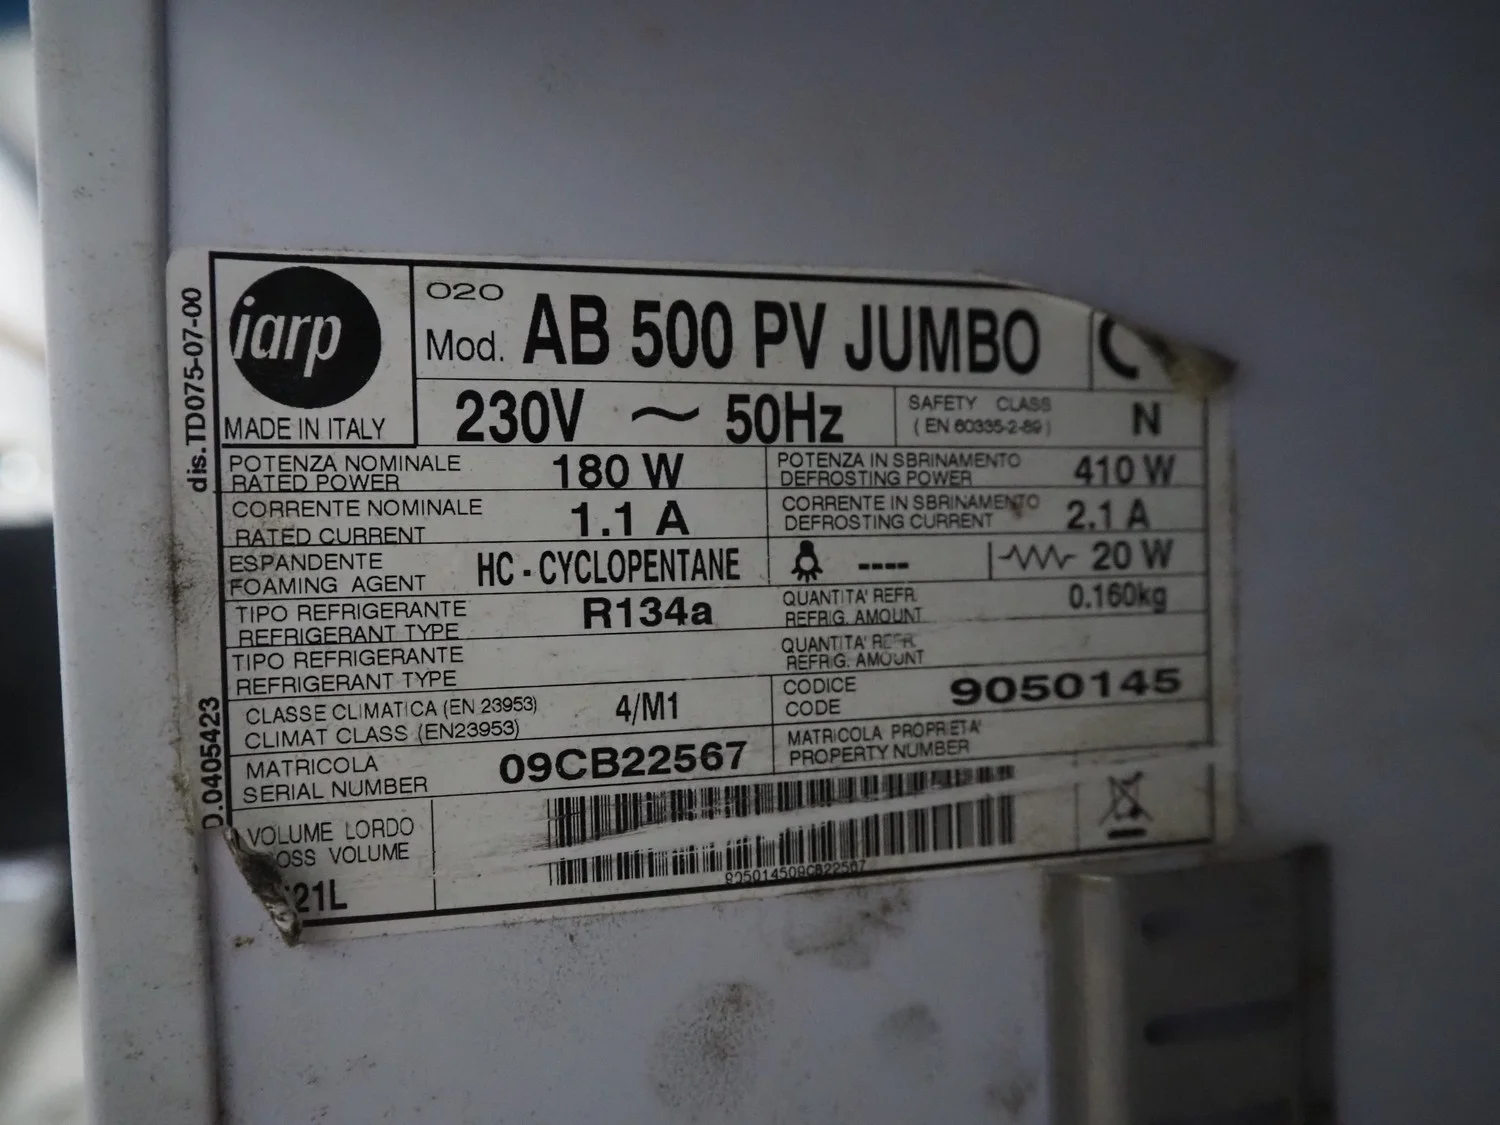 iarp
MADE IN ITALY
020
Mod. AB 500 PV JUMBO
230V ~ 50Hz
SAFETY CLASS
( EN 60335-2-89 )
N
POTENZA NOMINALE
RATED POWER
180 W
POTENZA IN SBRINAMENTO
DEFROSTING POWER
410 W
CORRENTE NOMINALE
RATED CURRENT
1.1 A
CORRENTE IN SBRINAMENTO
DEFROSTING CURRENT
2.1 A
ESPANDENTE
FOAMING AGENT
HC - CYCLOPENTANE
----
20 W
TIPO REFRIGERANTE
REFRIGERANT TYPE
R134a
QUANTITA' REFR.
REFRIG. AMOUNT
0.160kg
TIPO REFRIGERANTE
REFRIGERANT TYPE
QUANTITA' REFR.
REFRIG. AMOUNT
CLASSE CLIMATICA (EN 23953)
CLIMAT CLASS (EN23953)
4/M1
CODICE
CODE
9050145
MATRICOLA
SERIAL NUMBER
09CB22567
MATRICOLA PROPRIETA'
PROPERTY NUMBER
VOLUME LORDO
VOLUME
905014509CB22567
dis.TD075-07-00
D.0405423